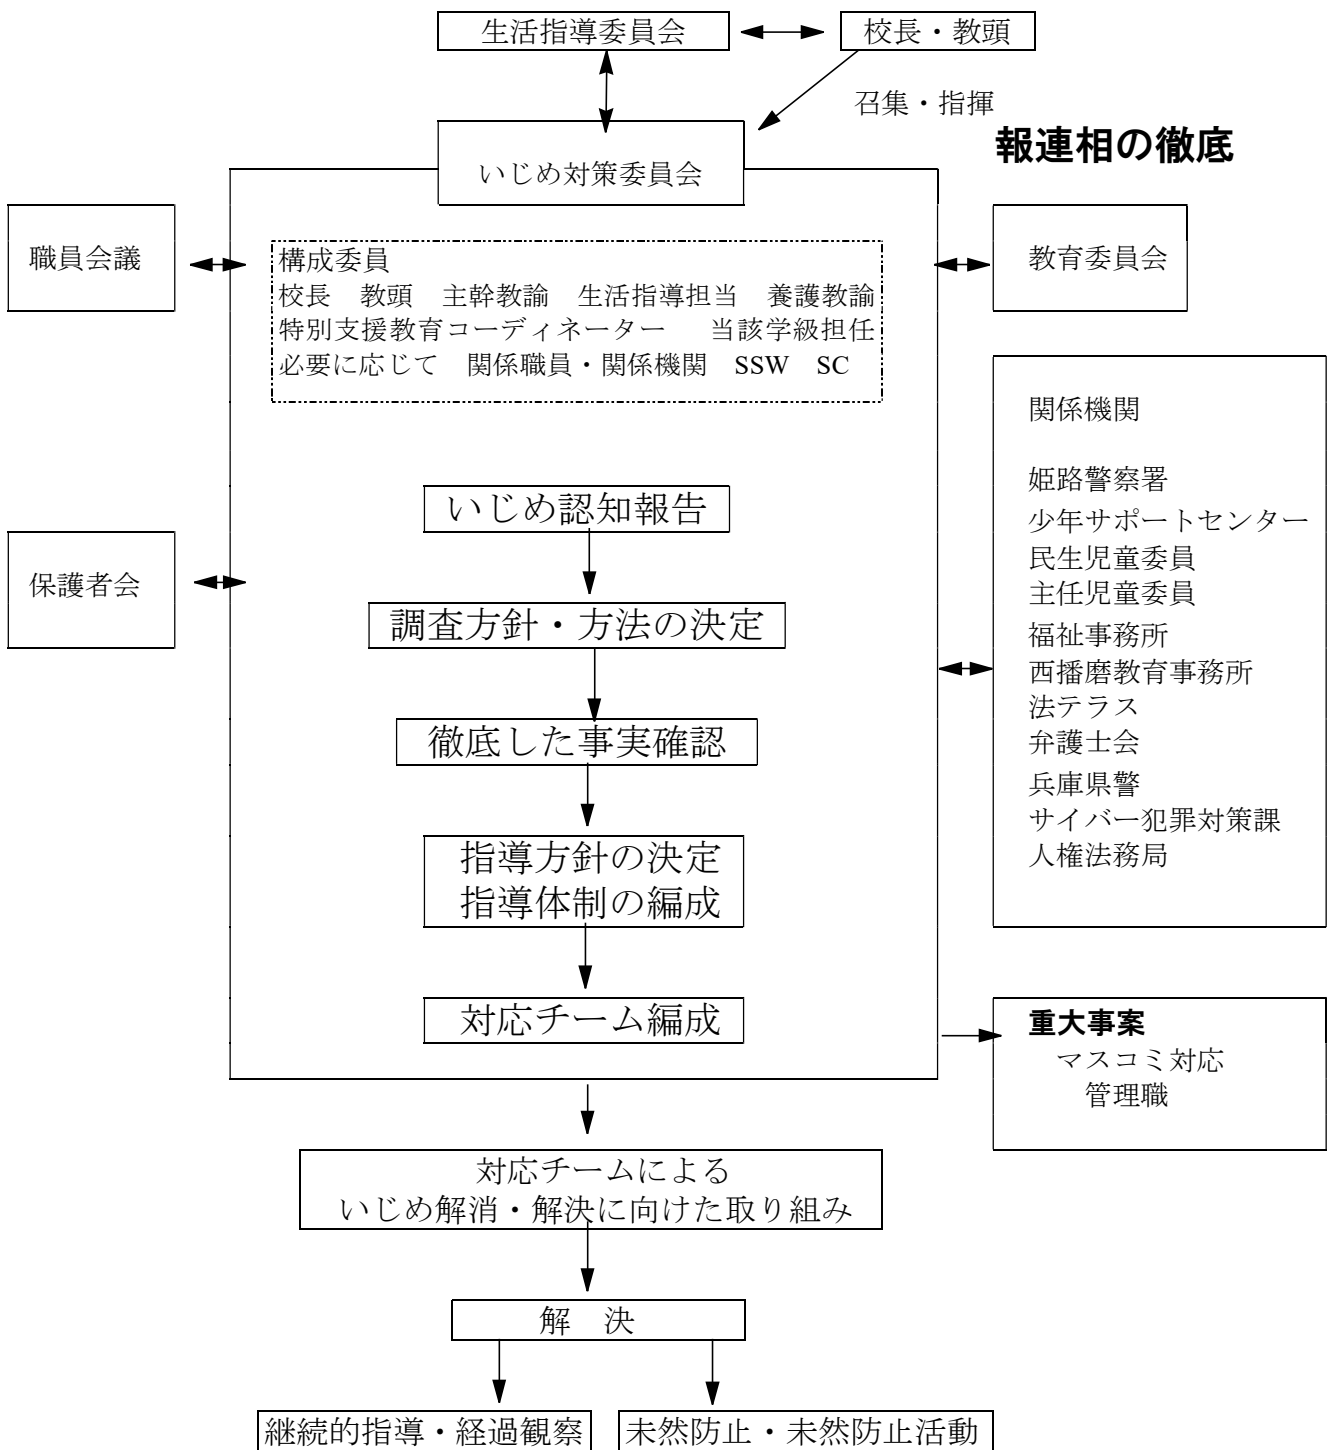 生活指導委員会
校長・教頭
召集・指揮
報連相の徹底
いじめ対策委員会
職員会議
構成委員
校長　教頭　主幹教諭　生活指導担当　養護教諭
特別支援教育コーディネーター　当該学級担任
必要に応じて　関係職員・関係機関　SSW　SC
教育委員会
関係機関
姫路警察署
少年サポートセンター
民生児童委員
主任児童委員
福祉事務所
西播磨教育事務所
法テラス
弁護士会
兵庫県警
サイバー犯罪対策課
人権法務局
保護者会
いじめ認知報告
調査方針・方法の決定
徹底した事実確認
指導方針の決定
指導体制の編成
対応チーム編成
重大事案
マスコミ対応
管理職
対応チームによる
いじめ解消・解決に向けた取り組み
解　決
継続的指導・経過観察
未然防止・未然防止活動